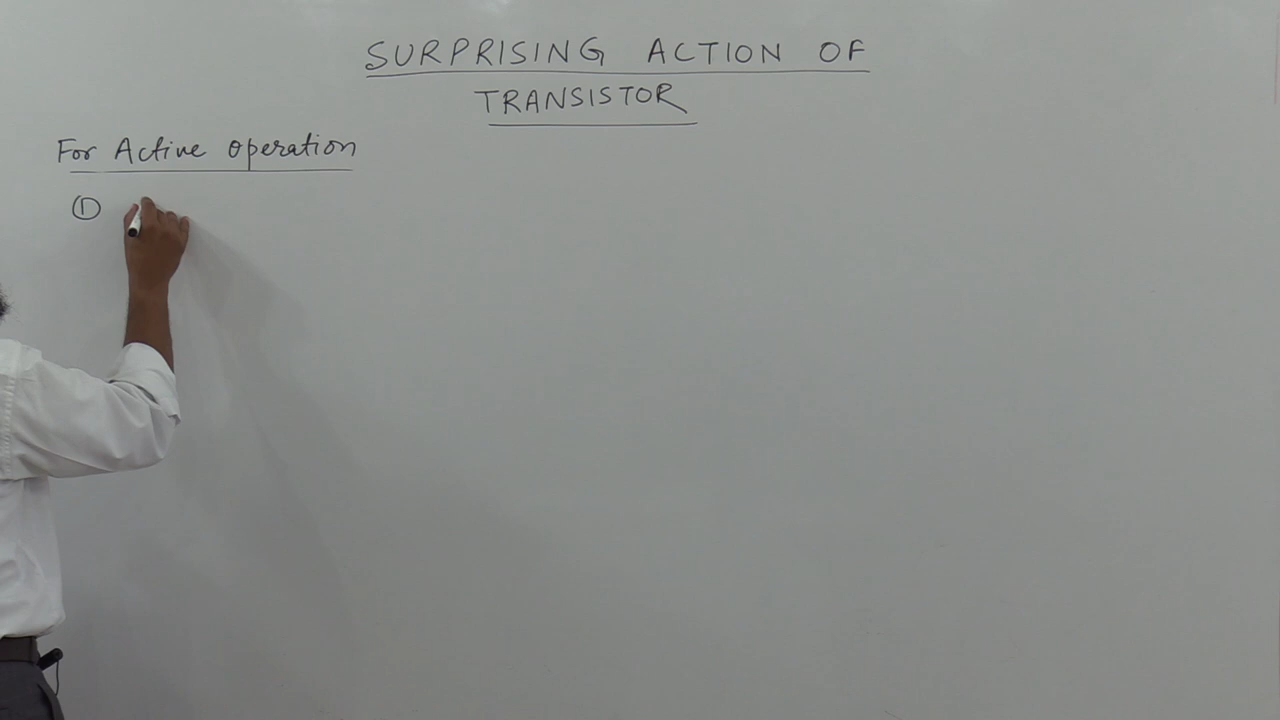 SURPRISING ACTION OF
TRANSISTOR
For Active Operation
①